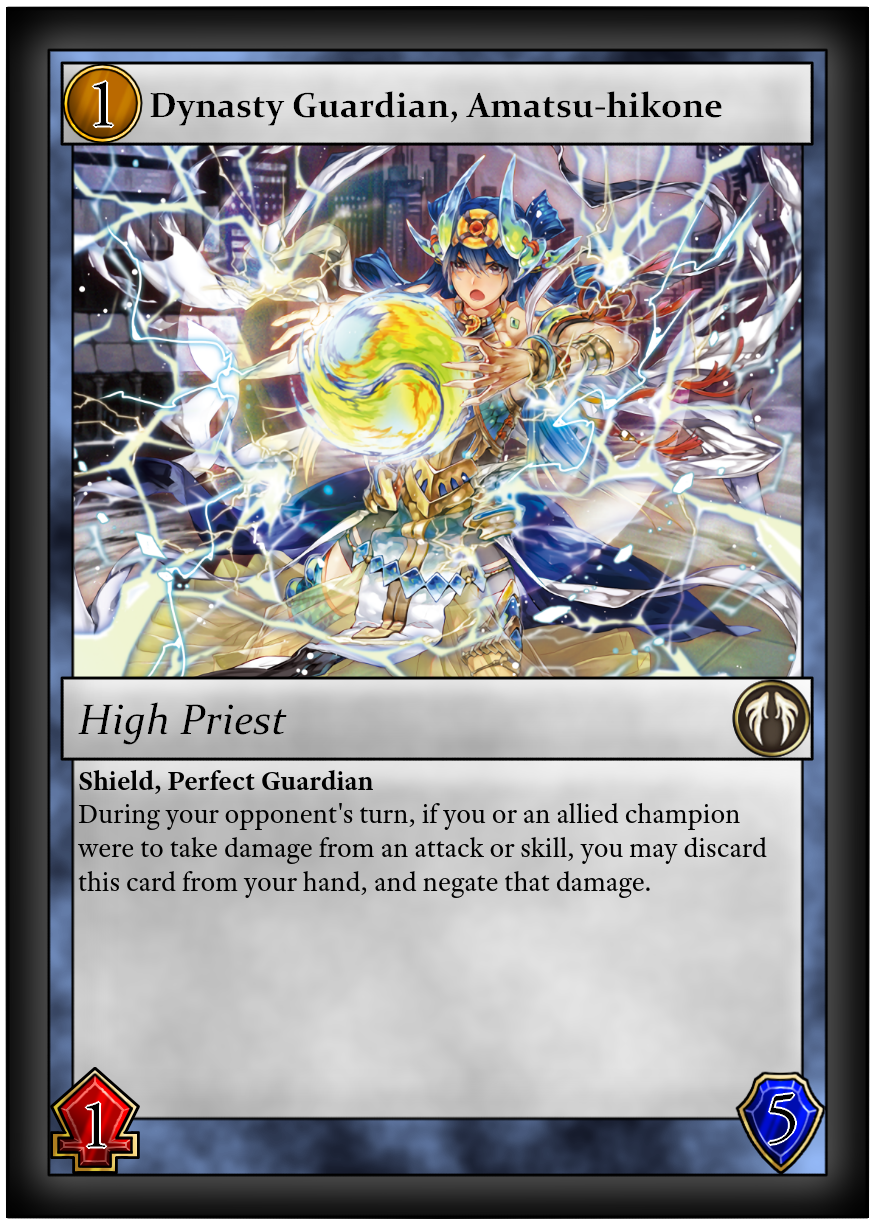 1 Dynasty Guardian, Amatsu-hikone
High Priest
Shield, Perfect Guardian
During your opponent's turn, if you or an allied champion
were to take damage from an attack or skill, you may discard
this card from your hand, and negate that damage.
1 5